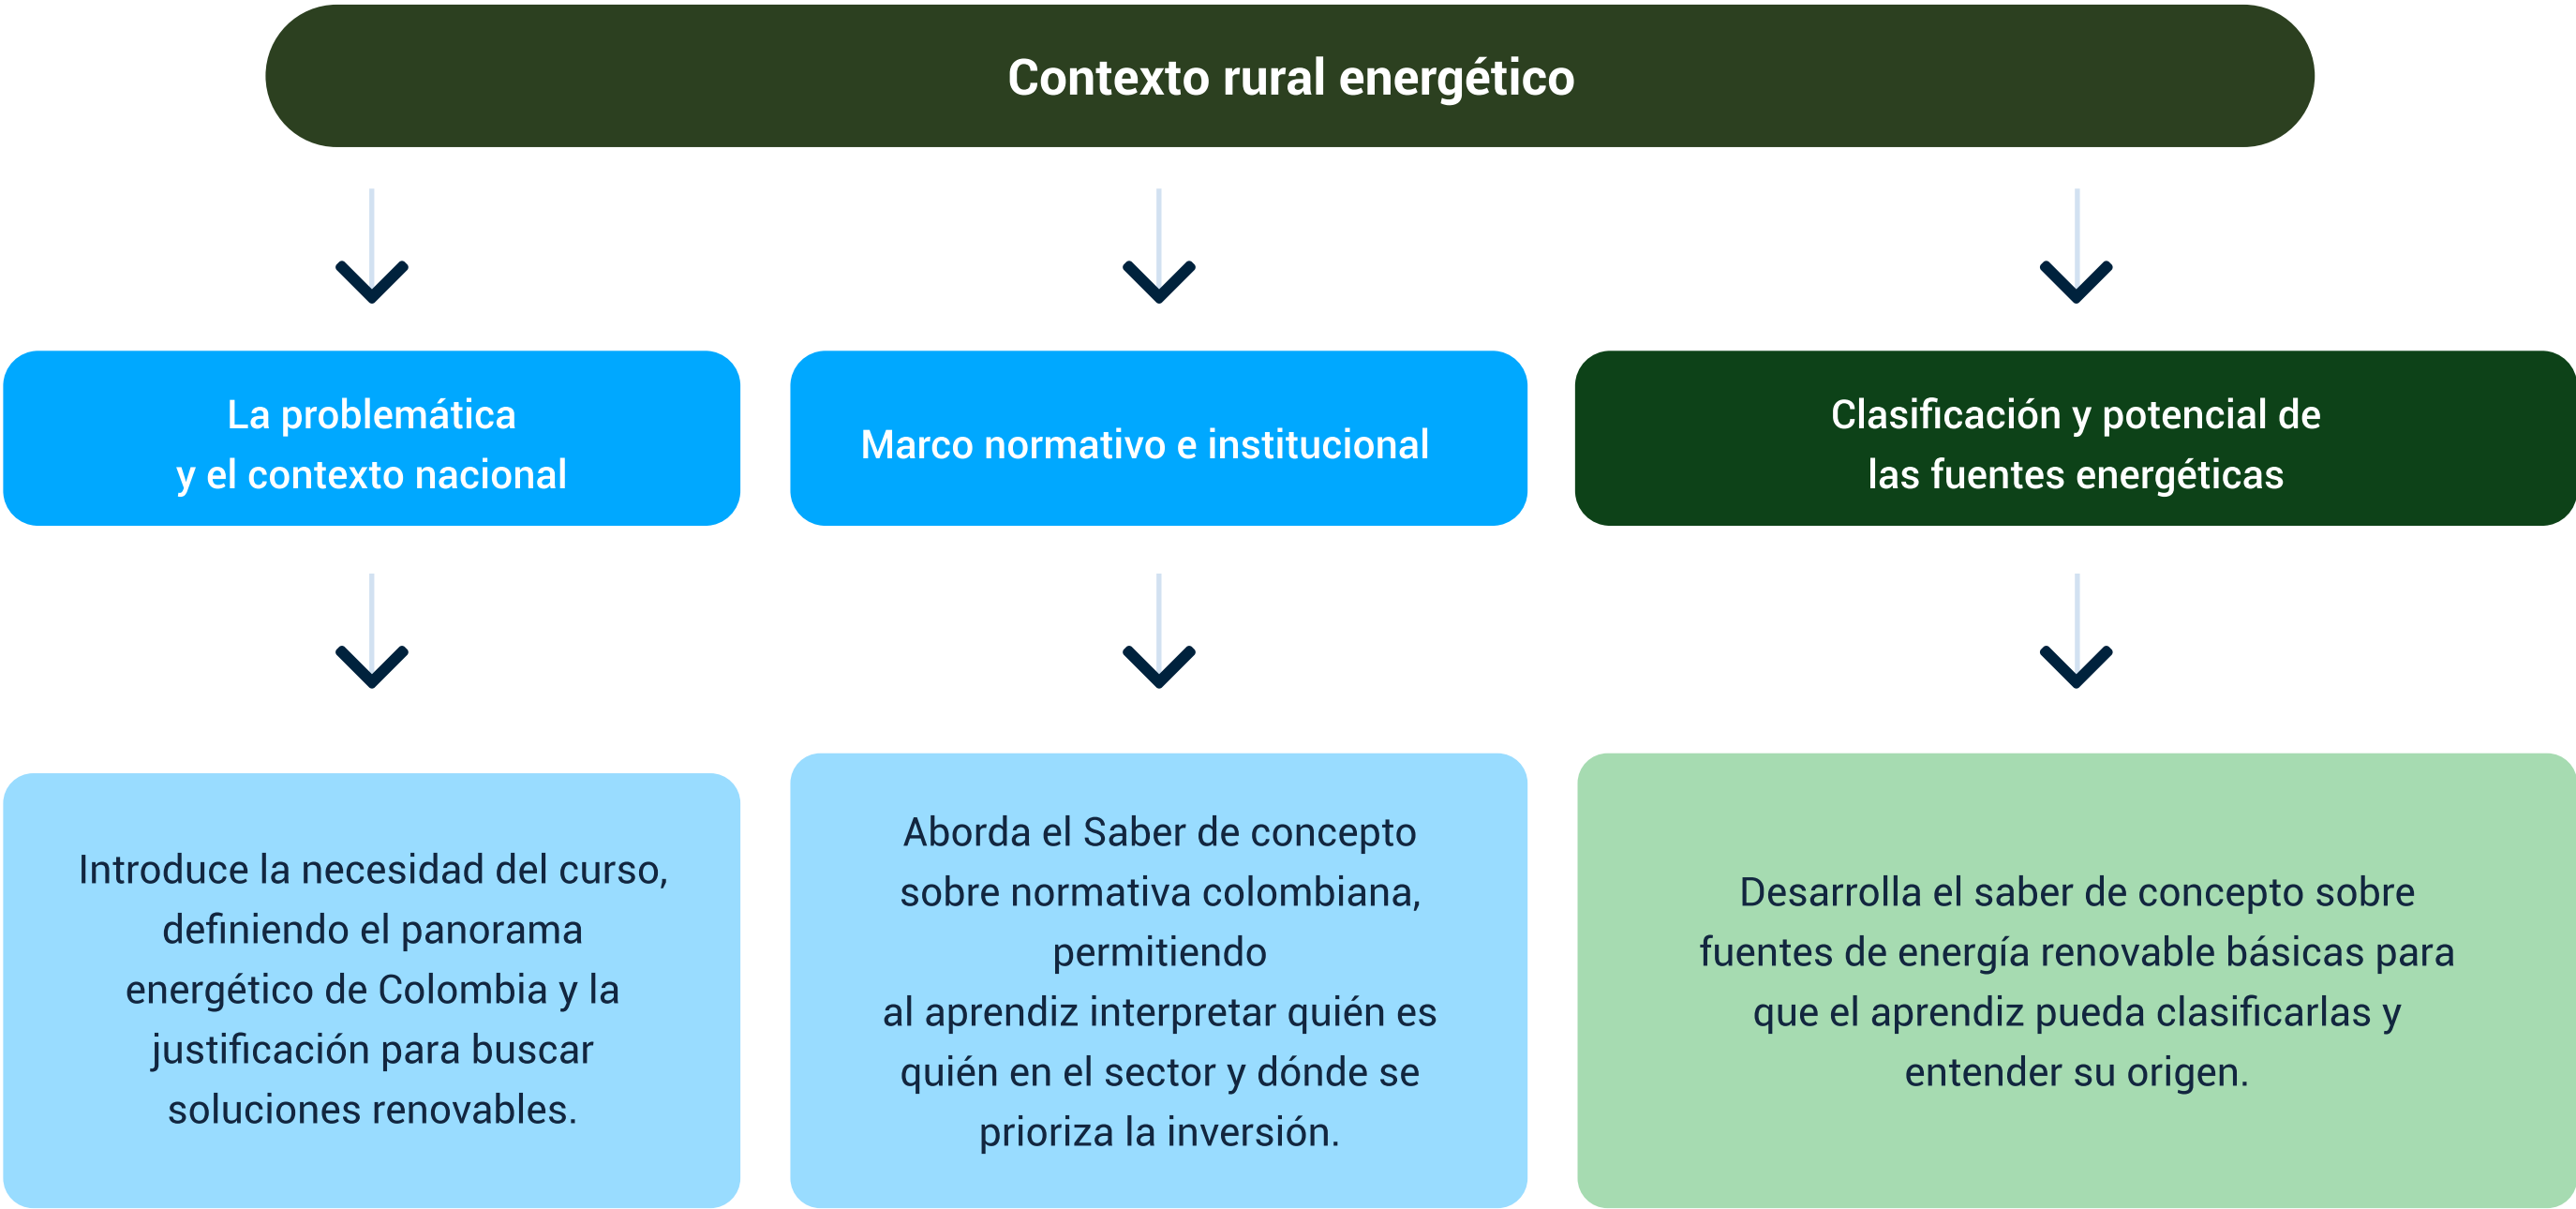 Contexto rural energético
La problemática
y el contexto nacional
Marco normativo e institucional
Clasificación y potencial de
las fuentes energéticas
Introduce la necesidad del curso,
definiendo el panorama
energético de Colombia y la
justificación para buscar
soluciones renovables.
Aborda el Saber de concepto
sobre normativa colombiana,
permitiendo
al aprendiz interpretar quién es
quién en el sector y dónde se
prioriza la inversión.
Desarrolla el saber de concepto sobre
fuentes de energía renovable básicas para
que el aprendiz pueda clasificarlas y
entender su origen.